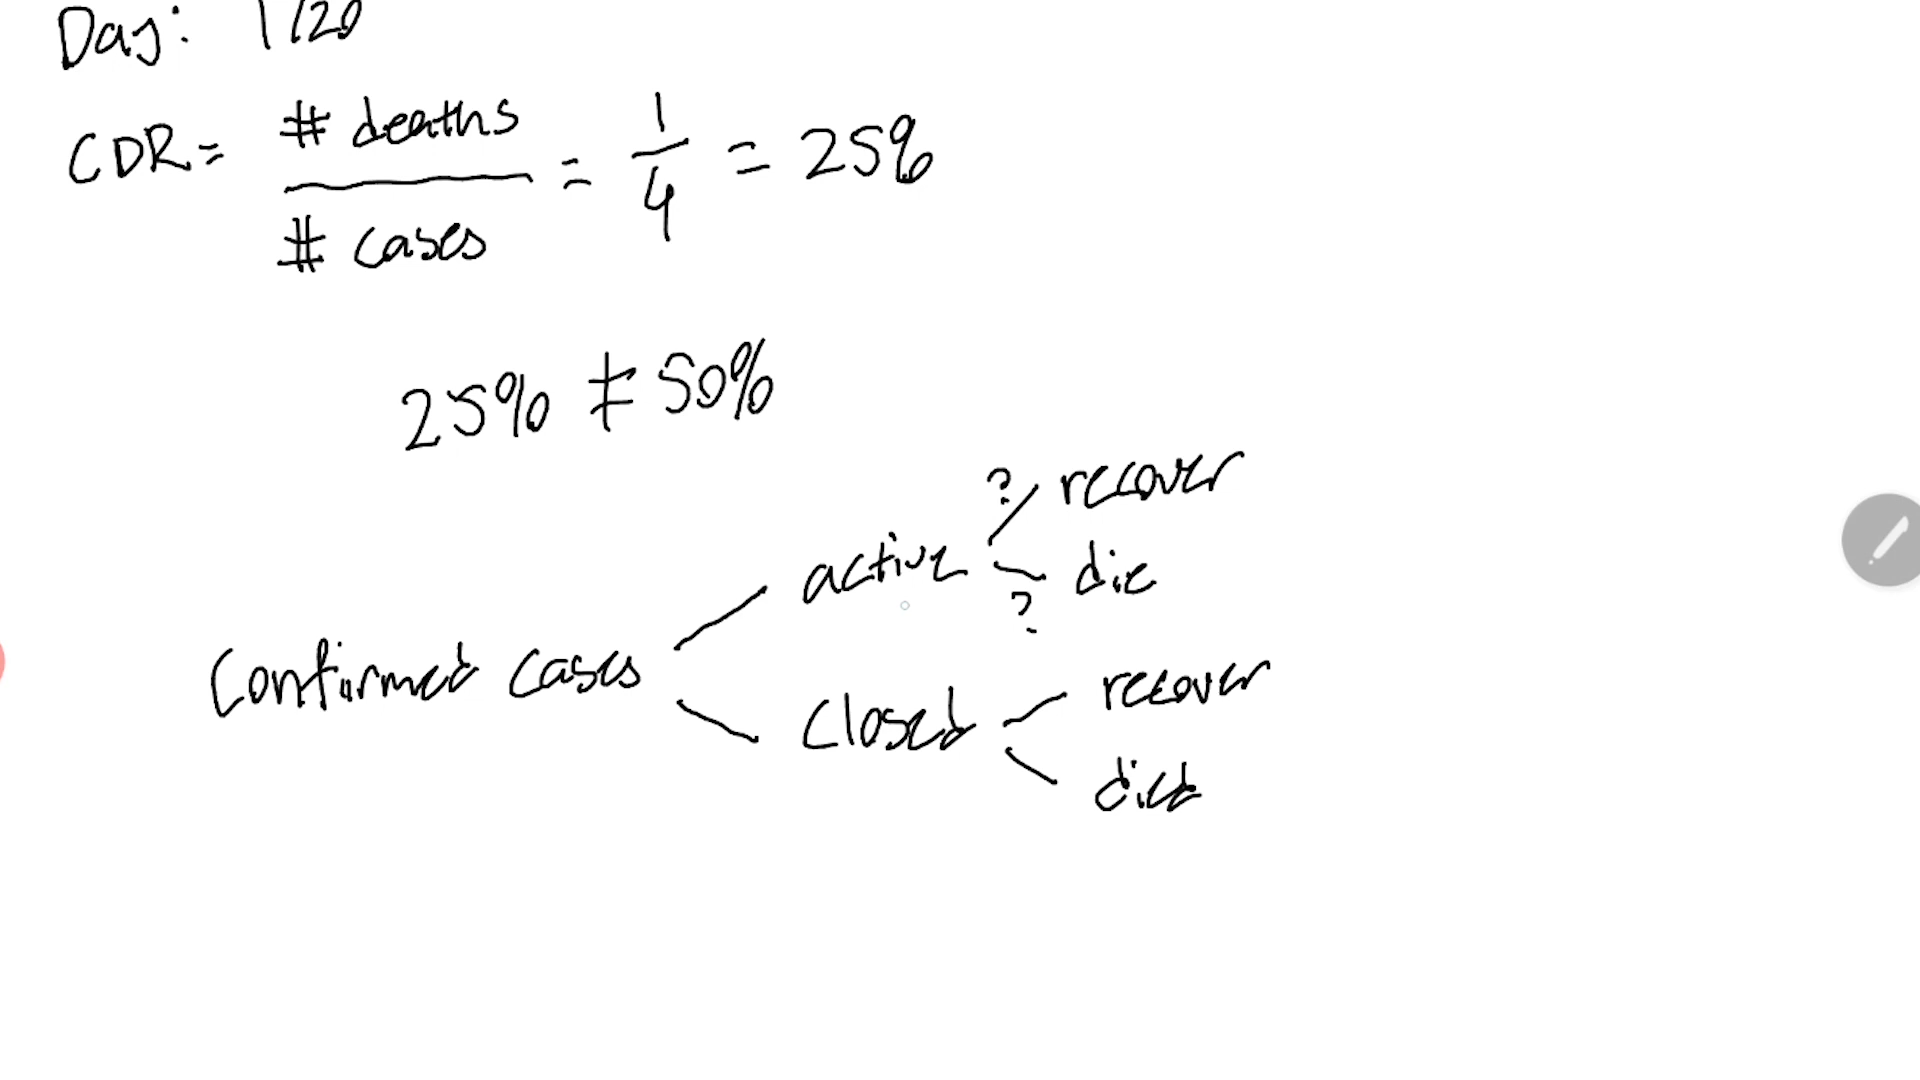 Day: 1/20
CDR = # deaths / # cases = 1/4 = 25%
25% ≠ 50%
? recover
active
? die
Confirmed cases
recover
closed
died